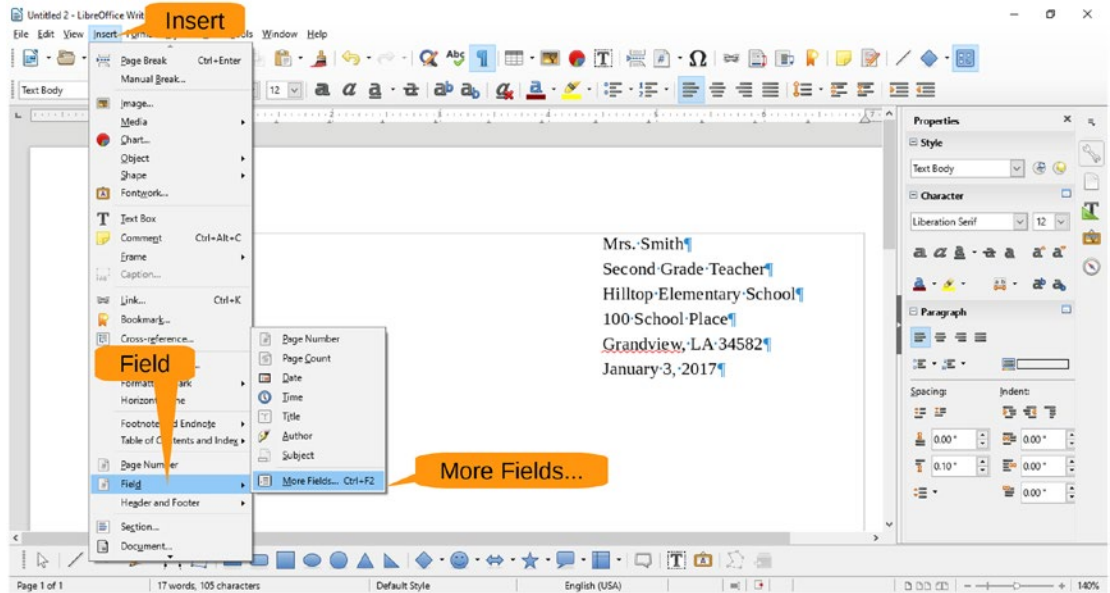 Untitled 2 - LibreOffice Writ
Insert
File Edit View Insert Window Help
Page Break Ctrl+Enter
Manual Break...
Image...
Media
Chart...
Object
Shape
Fontwork...
Text Box
Comment Ctrl+Alt+C
Frame
Caption...
Link... Ctrl+K
Bookmark...
Cross-reference...
Field
Horizont
Footnote
Table of
and Index
Page Number
Field
Header and Footer
Section...
Document...
Page Number
Page Count
Date
Time
Title
Author
Subject
More Fields... Ctrl+F2
More Fields...
Text Body
12
Mrs. Smith¶
Second Grade Teacher¶
Hilltop Elementary School¶
100 School Place¶
Grandview, LA 34582¶
January 3, 2017¶
Properties
Style
Text Body
Character
Liberation Serif 12
Paragraph
Spacing: Indent:
0.00" 0.00"
0.10" 0.00"
0.00"
Page 1 of 1 17 words, 105 characters Default Style English (USA) 140%